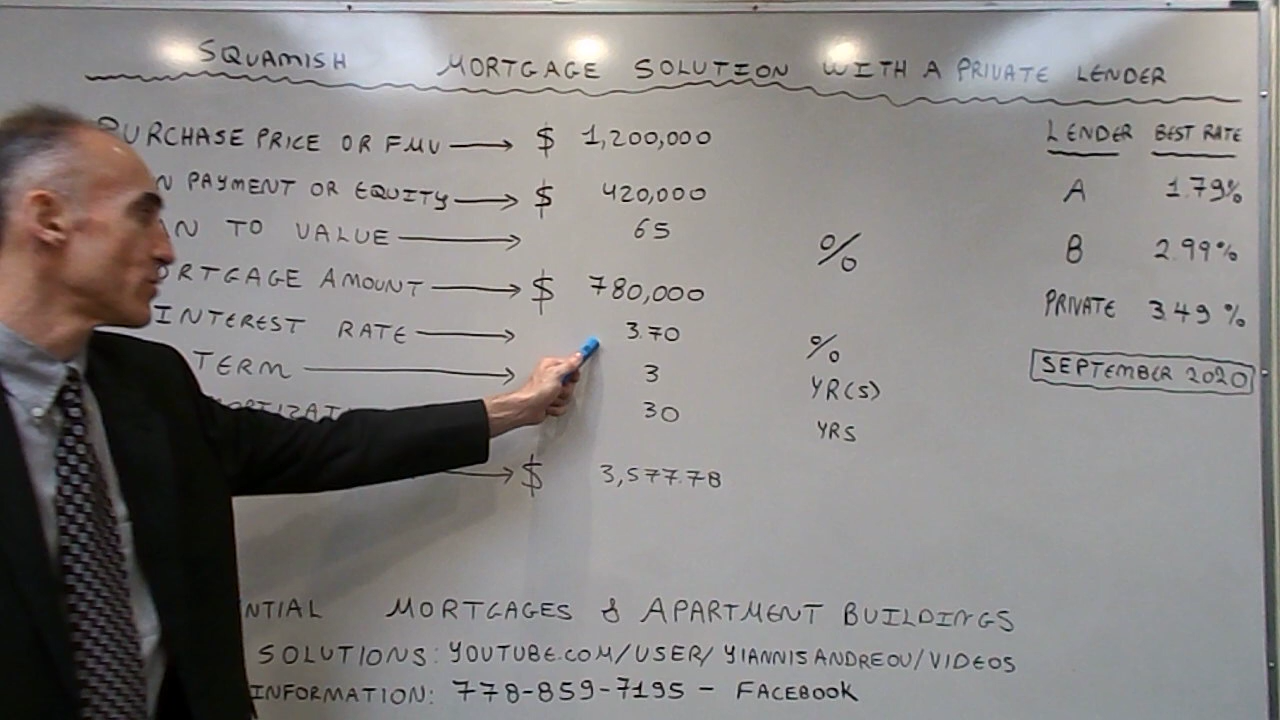 SQUAMISH MORTGAGE SOLUTION WITH A PRIVATE LENDER
PURCHASE PRICE OR FMV → $ 1,200,000
N PAYMENT OR EQUITY → $ 420,000
AN TO VALUE → 65 %
ORTGAGE AMOUNT → $ 780,000
INTEREST RATE → 3.70 %
TERM → 3 YR(S)
ORTIZATI 30 YRS
→ $ 3,577.78
NTIAL MORTGAGES & APARTMENT BUILDINGS
SOLUTIONS: YOUTUBE.COM/USER/YIANNISANDREOU/VIDEOS
INFORMATION: 778-859-7195 - FACEBOOK
LENDER BEST RATE
A 1.79%
B 2.99%
PRIVATE 3.49 %
SEPTEMBER 2020